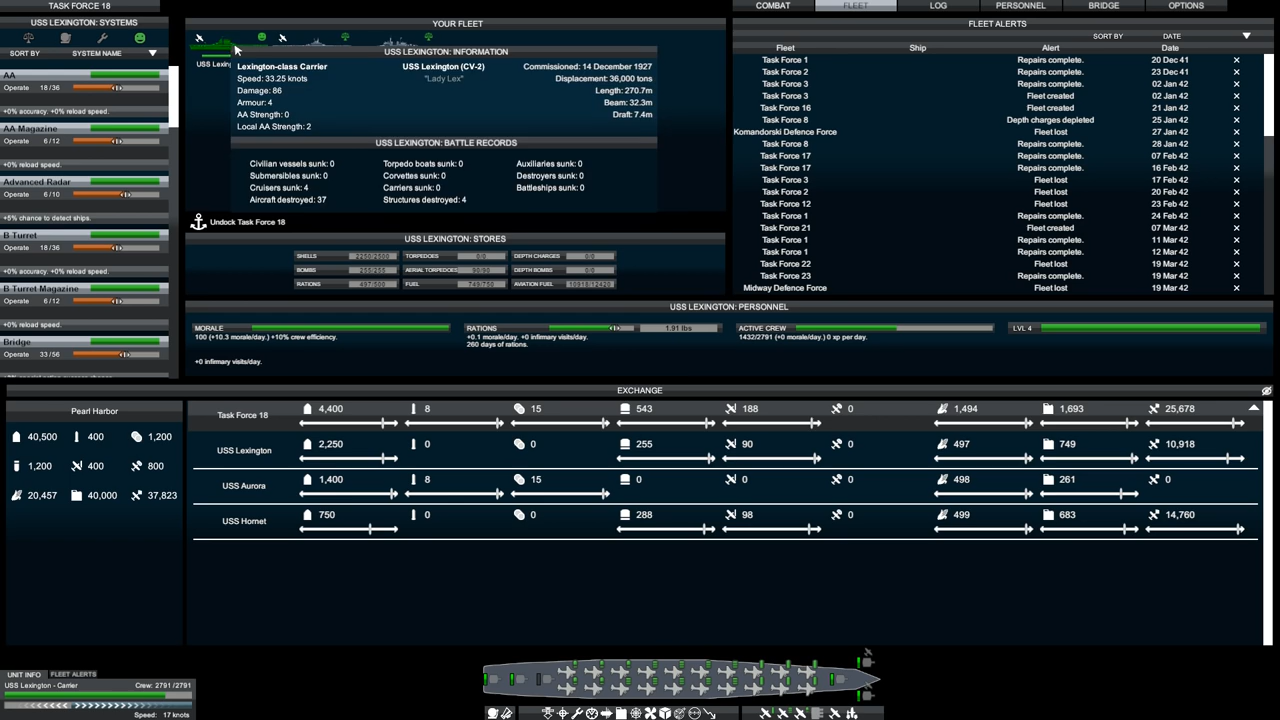 TASK FORCE 18
COMBAT FLEET LOG PERSONNEL BRIDGE OPTIONS
USS LEXINGTON: SYSTEMS
SORT BY SYSTEM NAME
AA
Operate 18/36
+0% accuracy. +0% reload speed.
AA Magazine
Operate 6/12
+0% reload speed.
Advanced Radar
Operate 6/10
+5% chance to detect ships.
B Turret
Operate 18/36
+0% accuracy. +0% reload speed.
B Turret Magazine
Operate 6/12
+0% reload speed.
Bridge
Operate 33/56
YOUR FLEET
USS Lexin
USS LEXINGTON: INFORMATION
Lexington-class Carrier USS Lexington (CV-2) Commissioned: 14 December 1927
Speed: 33.25 knots "Lady Lex" Displacement: 36,000 tons
Damage: 86 Length: 270.7m
Armour: 4 Beam: 32.3m
AA Strength: 0 Draft: 7.4m
Local AA Strength: 2
USS LEXINGTON: BATTLE RECORDS
Civilian vessels sunk: 0 Torpedo boats sunk: 0 Auxiliaries sunk: 0
Submersibles sunk: 0 Corvettes sunk: 0 Destroyers sunk: 0
Cruisers sunk: 4 Carriers sunk: 0 Battleships sunk: 0
Aircraft destroyed: 37 Structures destroyed: 4
Undock Task Force 18
USS LEXINGTON: STORES
SHELLS 2250/2500 TORPEDOES 0/0 DEPTH CHARGES 0/0
BOMBS 255/255 AERIAL TORPEDOES 90/90 DEPTH BOMBS 0/0
RATIONS 497/500 FUEL 749/750 AVIATION FUEL 10918/12420
FLEET ALERTS
SORT BY DATE
Fleet Ship Alert Date
Task Force 1 Repairs complete. 20 Dec 41
Task Force 2 Repairs complete. 23 Dec 41
Task Force 3 Repairs complete. 02 Jan 42
Task Force 3 Fleet created 03 Jan 42
Task Force 16 Fleet created 21 Jan 42
Task Force 8 Depth charges depleted 25 Jan 42
Komandorski Defence Force Fleet lost 27 Jan 42
Task Force 8 Repairs complete. 28 Jan 42
Task Force 17 Repairs complete. 07 Feb 42
Task Force 17 Repairs complete. 16 Feb 42
Task Force 3 Fleet lost 17 Feb 42
Task Force 2 Fleet lost 20 Feb 42
Task Force 12 Fleet lost 23 Feb 42
Task Force 1 Repairs complete. 24 Feb 42
Task Force 21 Fleet lost 07 Mar 42
Task Force 1 Repairs complete. 11 Mar 42
Task Force 1 Repairs complete. 12 Mar 42
Task Force 22 Fleet lost 19 Mar 42
Task Force 23 Repairs complete. 19 Mar 42
Midway Defence Force Fleet lost 19 Mar 42
USS LEXINGTON: PERSONNEL
MORALE RATIONS 1.91 lbs ACTIVE CREW LVL 4
100 (+10.3 morale/day.) +10% crew efficiency. +0.1 morale/day. +0 infirmary visits/day. 1432/2791 (+0 morale/day.) 0 xp per day.
260 days of rations.
+0 infirmary visits/day.
EXCHANGE
Pearl Harbor
40,500 400 1,200
1,200 400 800
20,457 40,000 37,823
Task Force 18 4,400 8 15 543 188 0 1,494 1,693 25,678
USS Lexington 2,250 0 0 255 90 0 497 749 10,918
USS Aurora 1,400 8 15 0 0 0 498 261 0
USS Hornet 750 0 0 288 98 0 499 683 14,760
UNIT INFO FLEET ALERTS
USS Lexington - Carrier Crew: 2791 /2791
Speed: 17 knots